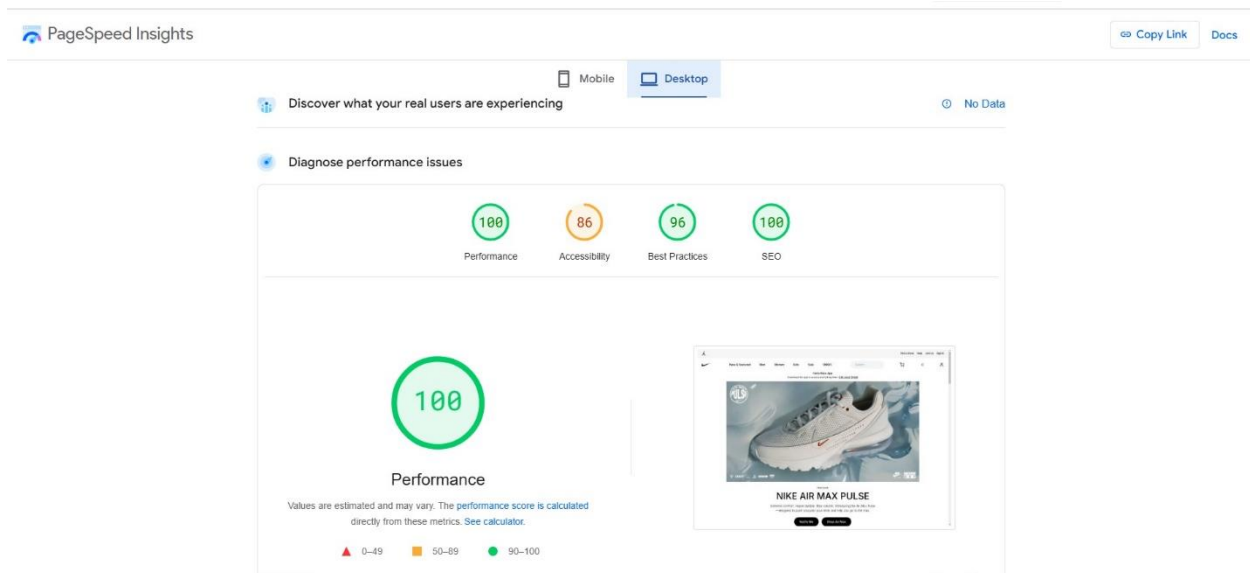 PageSpeed Insights
Copy Link
Docs
Mobile
Desktop
Discover what your real users are experiencing
No Data
Diagnose performance issues
100
86
96
100
Performance
Accessibility
Best Practices
SEO
100
Performance
Values are estimated and may vary. The performance score is calculated
directly from these metrics. See calculator.
0–49
50–89
90–100
NIKE AIR MAX PULSE